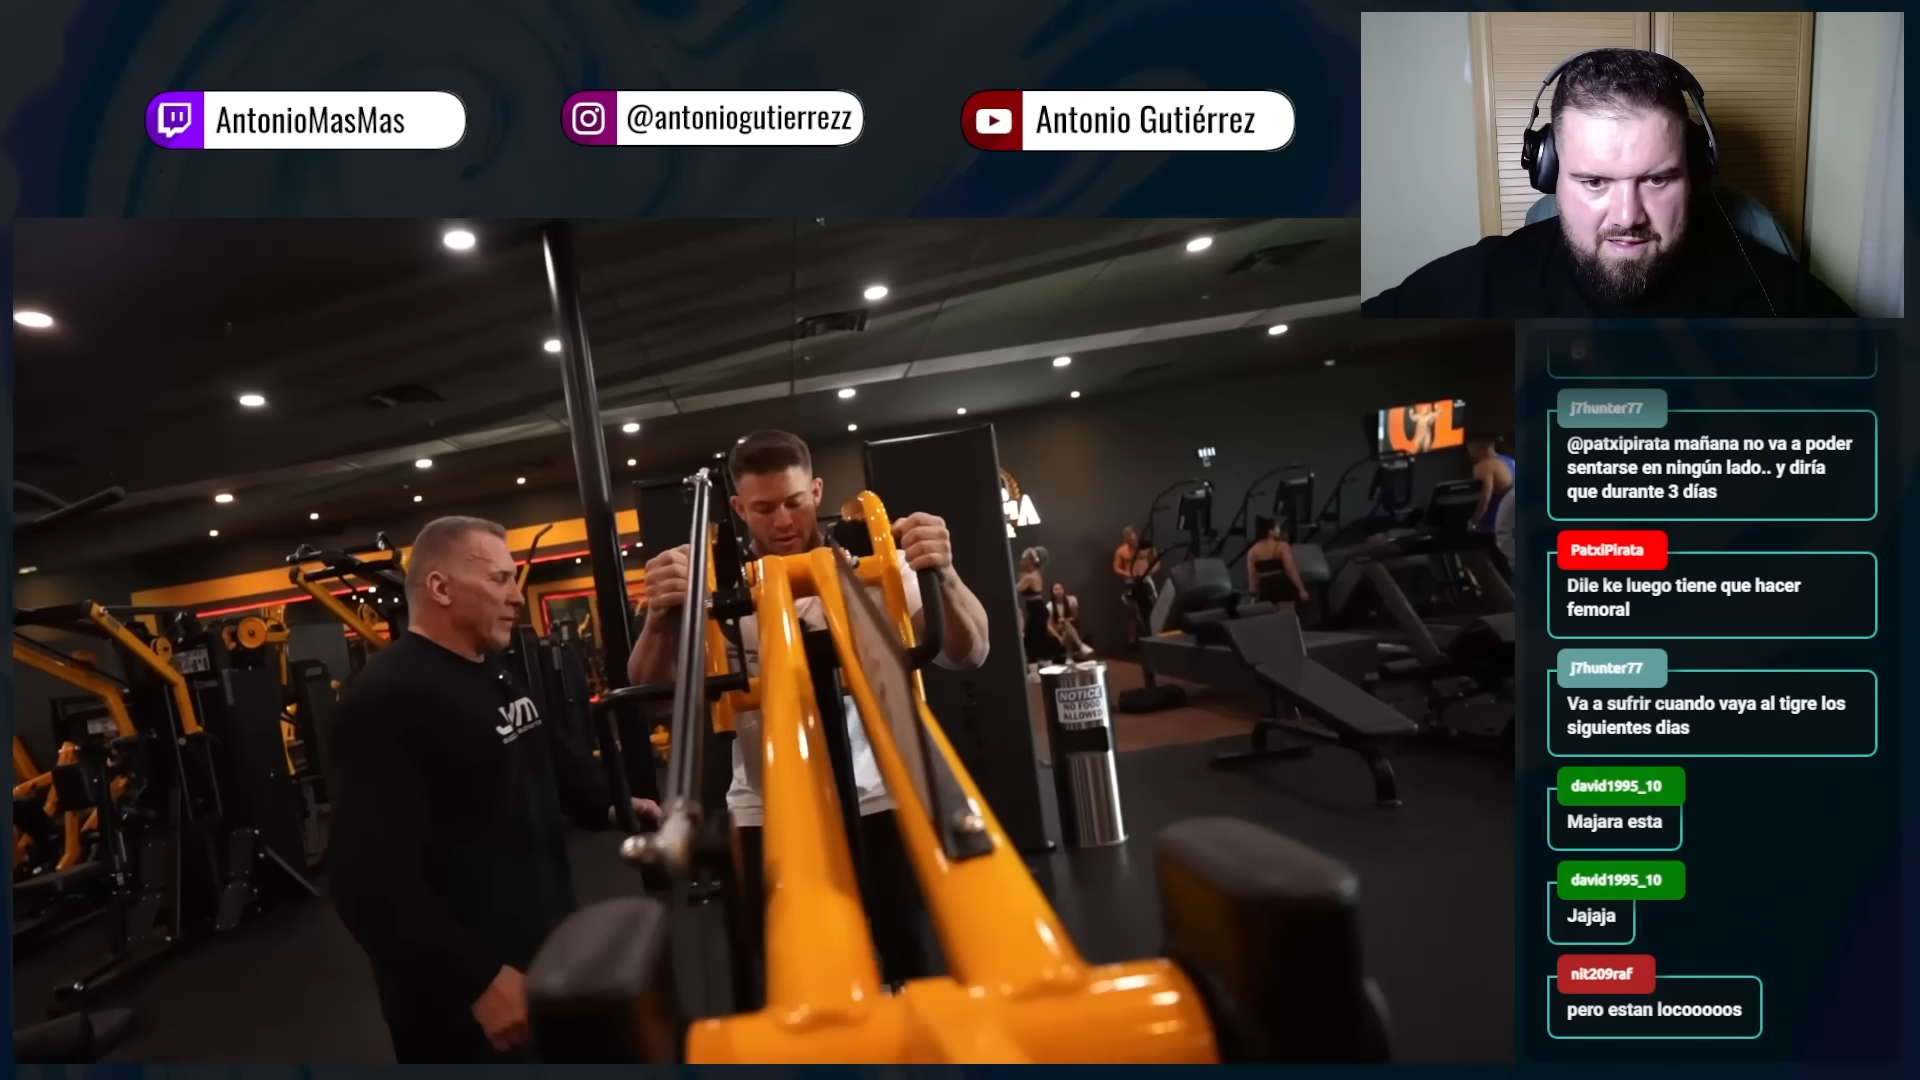 AntonioMasMas
@antoniogutierrezz
Antonio Gutiérrez
NOTICE
NO FOOD
ALLOWED
j7hunter77
@patxipirata mañana no va a poder
sentarse en ningún lado.. y diría
que durante 3 días
PatxiPirata
Dile ke luego tiene que hacer
femoral
j7hunter77
Va a sufrir cuando vaya al tigre los
siguientes dias
david1995_10
Majara esta
david1995_10
Jajaja
nit209raf
pero estan locooooos